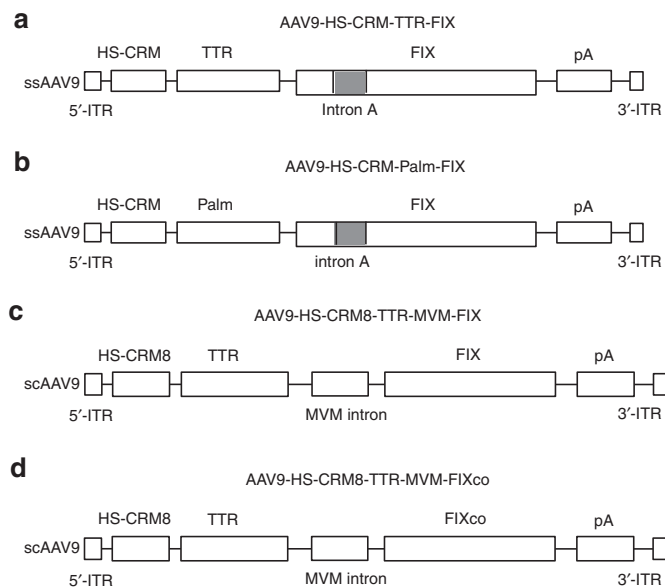 a
AAV9-HS-CRM-TTR-FIX
HS-CRM TTR FIX pA
ssAAV9
5′-ITR Intron A 3′-ITR
b
AAV9-HS-CRM-Palm-FIX
HS-CRM Palm FIX pA
ssAAV9
5′-ITR intron A 3′-ITR
c
AAV9-HS-CRM8-TTR-MVM-FIX
HS-CRM8 TTR FIX pA
scAAV9
5′-ITR MVM intron 3′-ITR
d
AAV9-HS-CRM8-TTR-MVM-FIXco
HS-CRM8 TTR FIXco pA
scAAV9
5′-ITR MVM intron 3′-ITR